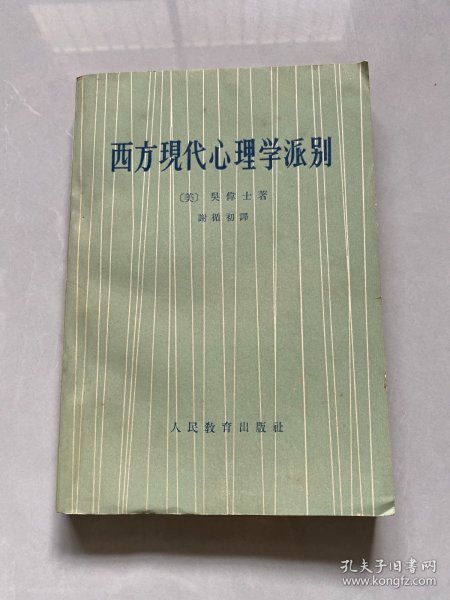 西方現代心理学派别
〔美〕 吳偉士著
謝循初譯
人民敎育出版社
孔夫子旧书网
www.kongfz.com